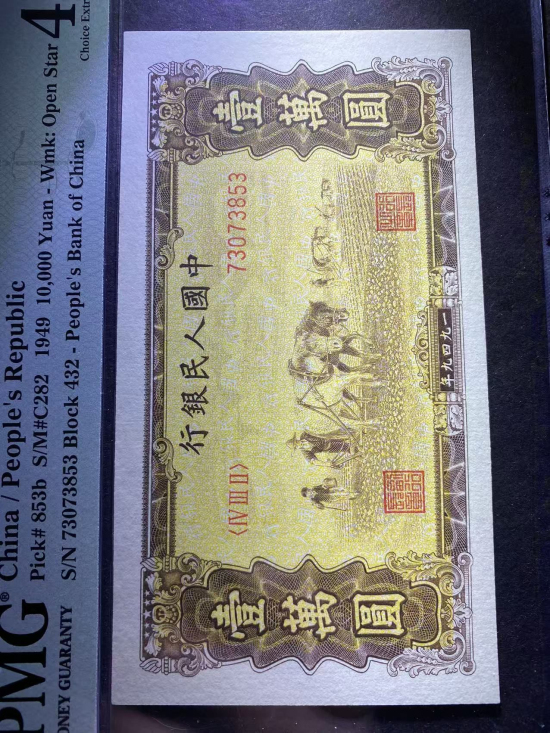 PMG®
ONEY GUARANTY
China / People's Republic
Pick# 853b S/M#C282 1949 10,000 Yuan - Wmk: Open Star
S/N 73073853 Block 432 - People's Bank of China
4
Choice
壹萬圓
中國人民銀行
壹萬圓
<IV III II>
73073853
一九四九年